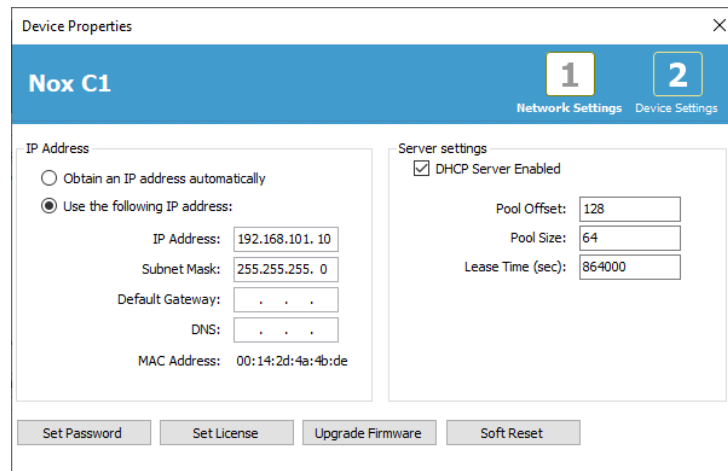 Device Properties
Nox C1
1
Network Settings
2
Device Settings
IP Address
Obtain an IP address automatically
Use the following IP address:
IP Address: 192.168.101. 10
Subnet Mask: 255.255.255. 0
Default Gateway: . . .
DNS: . . .
MAC Address: 00:14:2d:4a:4b:de
Server settings
DHCP Server Enabled
Pool Offset: 128
Pool Size: 64
Lease Time (sec): 864000
Set Password
Set License
Upgrade Firmware
Soft Reset